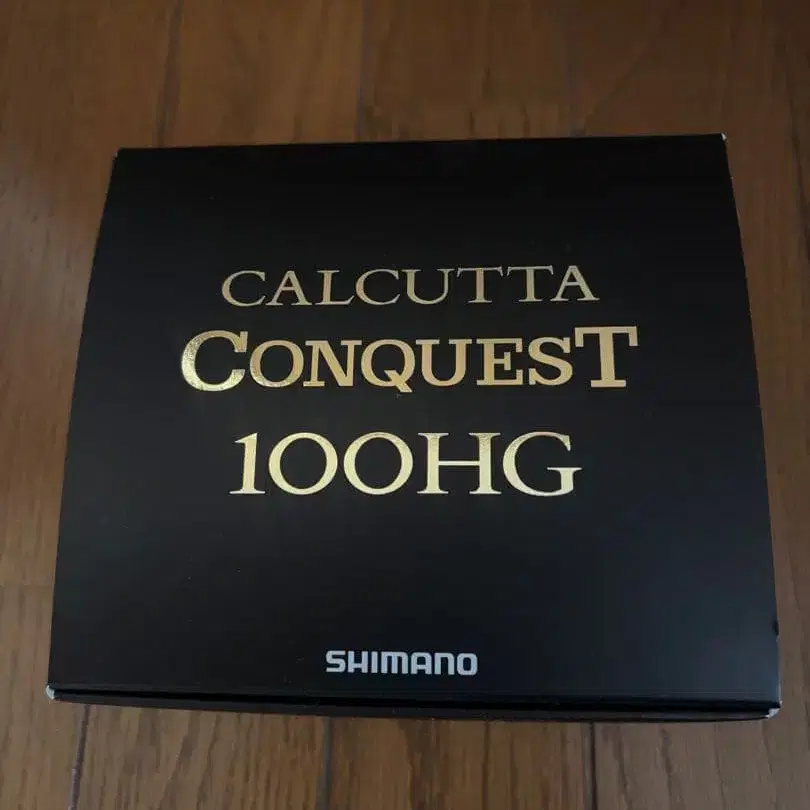 CALCUTTA
CONQUEST
100HG
SHIMANO